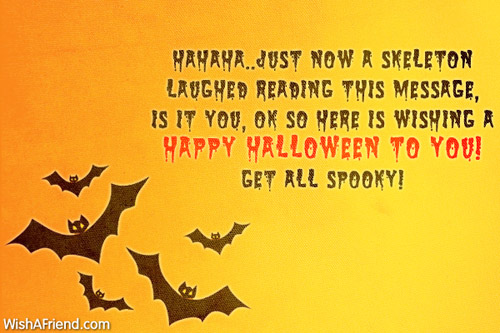 HAHAHA..JUST NOW A SKELETON
LAUGHED READING THIS MESSAGE,
IS IT YOU, OK SO HERE IS WISHING A
HAPPY HALLOWEEN TO YOU!
GET ALL SPOOKY!
WishAFriend.com